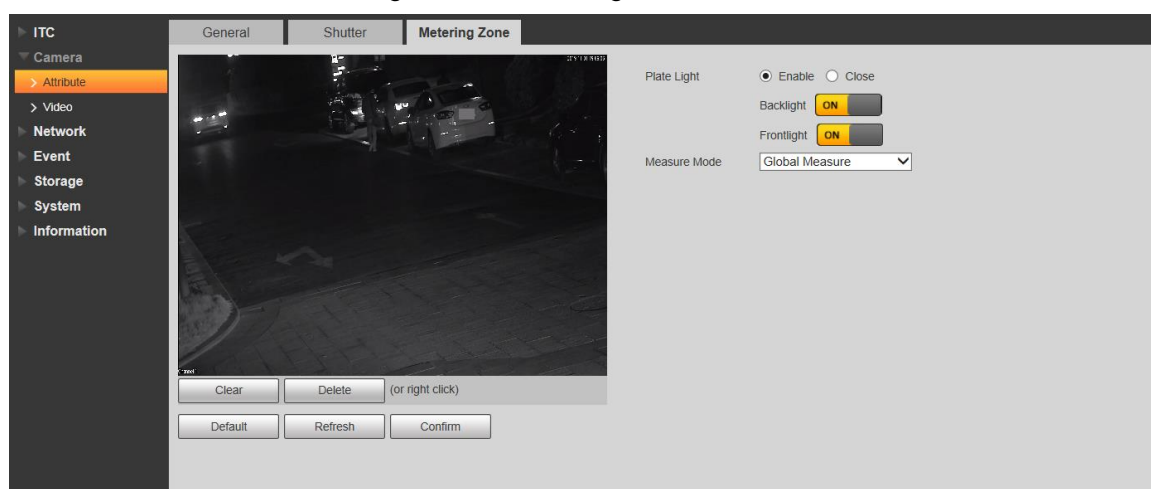 ITC
General
Shutter
Metering Zone
Camera
Attribute
Video
Network
Event
Storage
System
Information
Plate Light
Enable
Close
Backlight
ON
Frontlight
ON
Measure Mode
Global Measure
Clear
Delete
(or right click)
Default
Refresh
Confirm